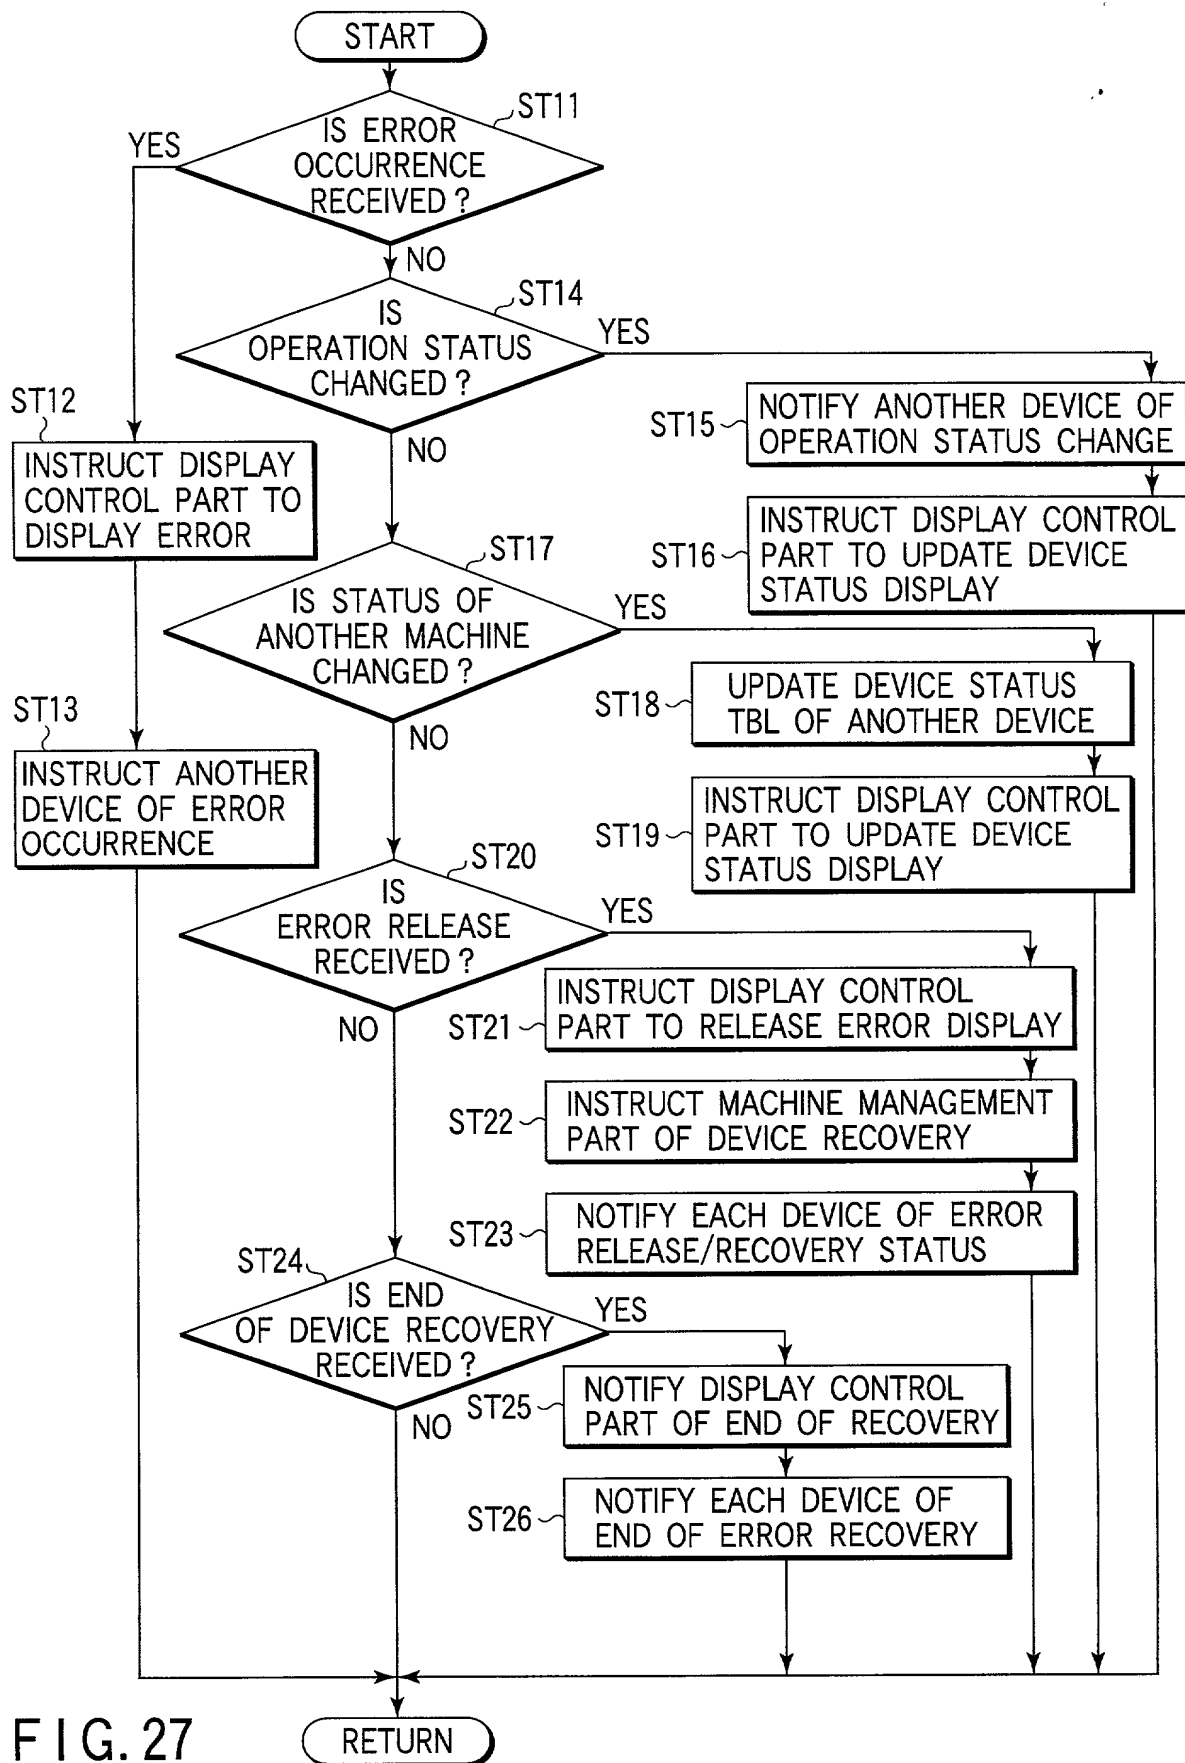 START
ST11
IS ERROR
OCCURRENCE
RECEIVED?
YES
NO
ST14
IS
OPERATION STATUS
CHANGED?
YES
NO
ST12
INSTRUCT DISPLAY
CONTROL PART TO
DISPLAY ERROR
ST15
NOTIFY ANOTHER DEVICE OF
OPERATION STATUS CHANGE
ST16
INSTRUCT DISPLAY CONTROL
PART TO UPDATE DEVICE
STATUS DISPLAY
ST17
IS STATUS OF
ANOTHER MACHINE
CHANGED?
YES
NO
ST13
INSTRUCT ANOTHER
DEVICE OF ERROR
OCCURRENCE
ST18
UPDATE DEVICE STATUS
TBL OF ANOTHER DEVICE
ST19
INSTRUCT DISPLAY CONTROL
PART TO UPDATE DEVICE
STATUS DISPLAY
ST20
IS
ERROR RELEASE
RECEIVED?
YES
NO
ST21
INSTRUCT DISPLAY CONTROL
PART TO RELEASE ERROR DISPLAY
ST22
INSTRUCT MACHINE MANAGEMENT
PART OF DEVICE RECOVERY
ST23
NOTIFY EACH DEVICE OF ERROR
RELEASE/RECOVERY STATUS
ST24
IS END
OF DEVICE RECOVERY
RECEIVED?
YES
NO
ST25
NOTIFY DISPLAY CONTROL
PART OF END OF RECOVERY
ST26
NOTIFY EACH DEVICE OF
END OF ERROR RECOVERY
RETURN
FIG. 27